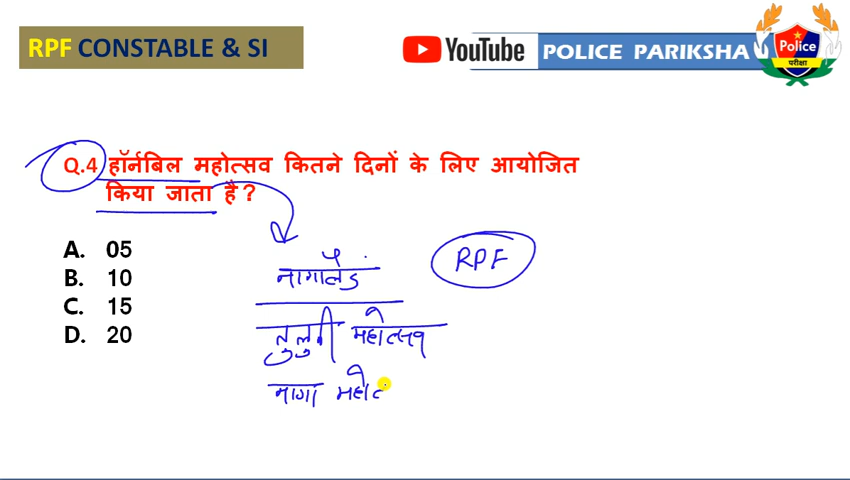 RPF CONSTABLE & SI
YouTube POLICE PARIKSHA
Police
परीक्षा
Q.4 हॉर्नबिल महोत्सव कितने दिनों के लिए आयोजित
किया जाता है ?
A. 05
B. 10
C. 15
D. 20
नागालैंड
RPF
तुलुनी महोत्सव
नागा महोत